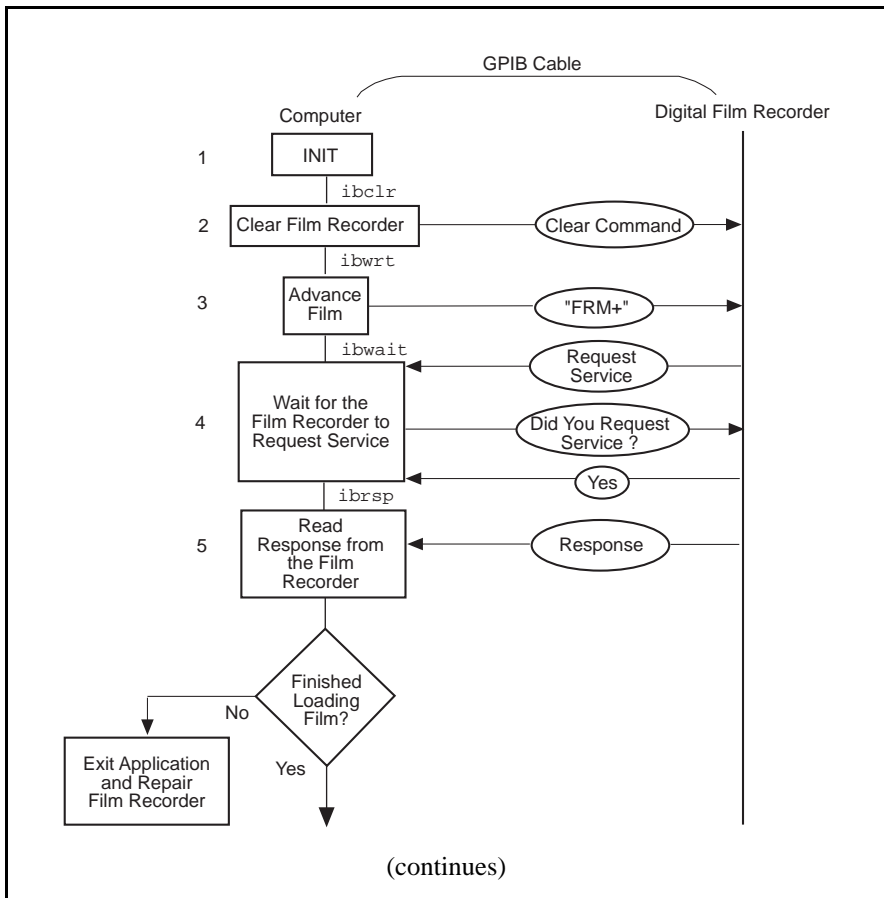 GPIB Cable
Computer
Digital Film Recorder
1
INIT
ibclr
2
Clear Film Recorder
Clear Command
ibwrt
3
Advance
Film
"FRM+"
ibwait
Request
Service
4
Wait for the
Film Recorder to
Request Service
Did You Request
Service ?
Yes
ibrsp
5
Read
Response from
the Film
Recorder
Response
Finished
Loading
Film?
No
Yes
Exit Application
and Repair
Film Recorder
(continues)